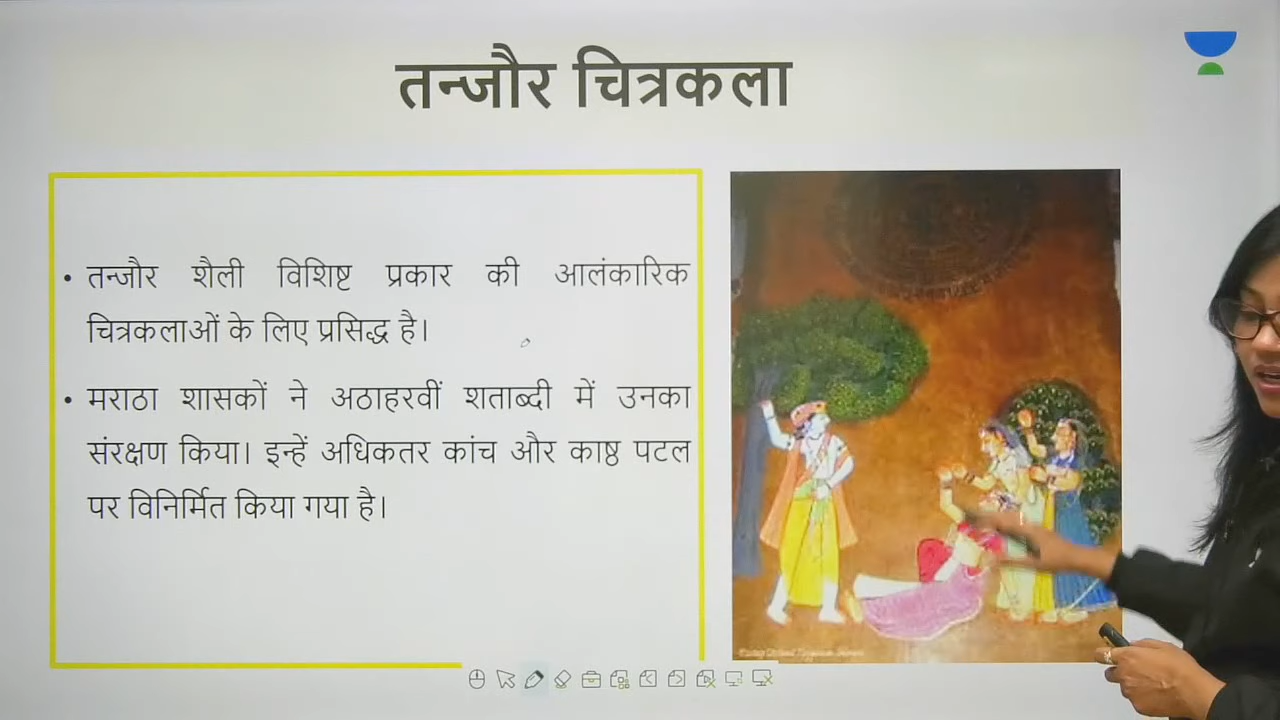 तन्जौर चित्रकला
• तन्जौर शैली विशिष्ट प्रकार की आलंकारिक
चित्रकलाओं के लिए प्रसिद्ध है।
• मराठा शासकों ने अठाहरवीं शताब्दी में उनका
संरक्षण किया। इन्हें अधिकतर कांच और काष्ठ पटल
पर विनिर्मित किया गया है।